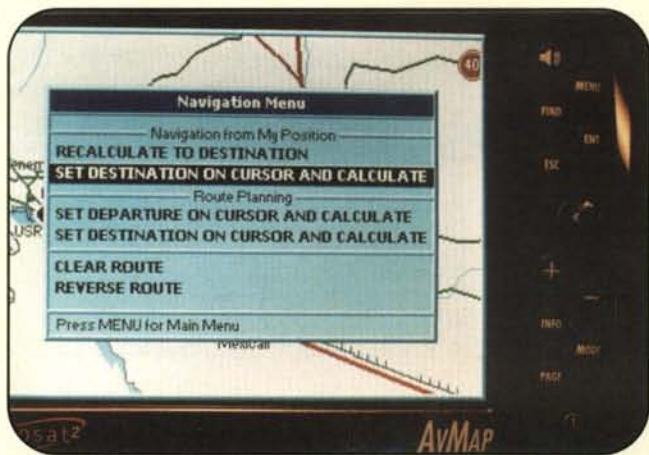 40
Navigation Menu
Navigation from My Position
RECALCULATE TO DESTINATION
SET DESTINATION ON CURSOR AND CALCULATE
Route Planning
SET DEPARTURE ON CURSOR AND CALCULATE
SET DESTINATION ON CURSOR AND CALCULATE
CLEAR ROUTE
REVERSE ROUTE
Press MENU for Main Menu
USR
Mexicali
MENU
FIND
ENT
ESC
+
−
INFO
MODE
PAGE
osat2
AVMAP